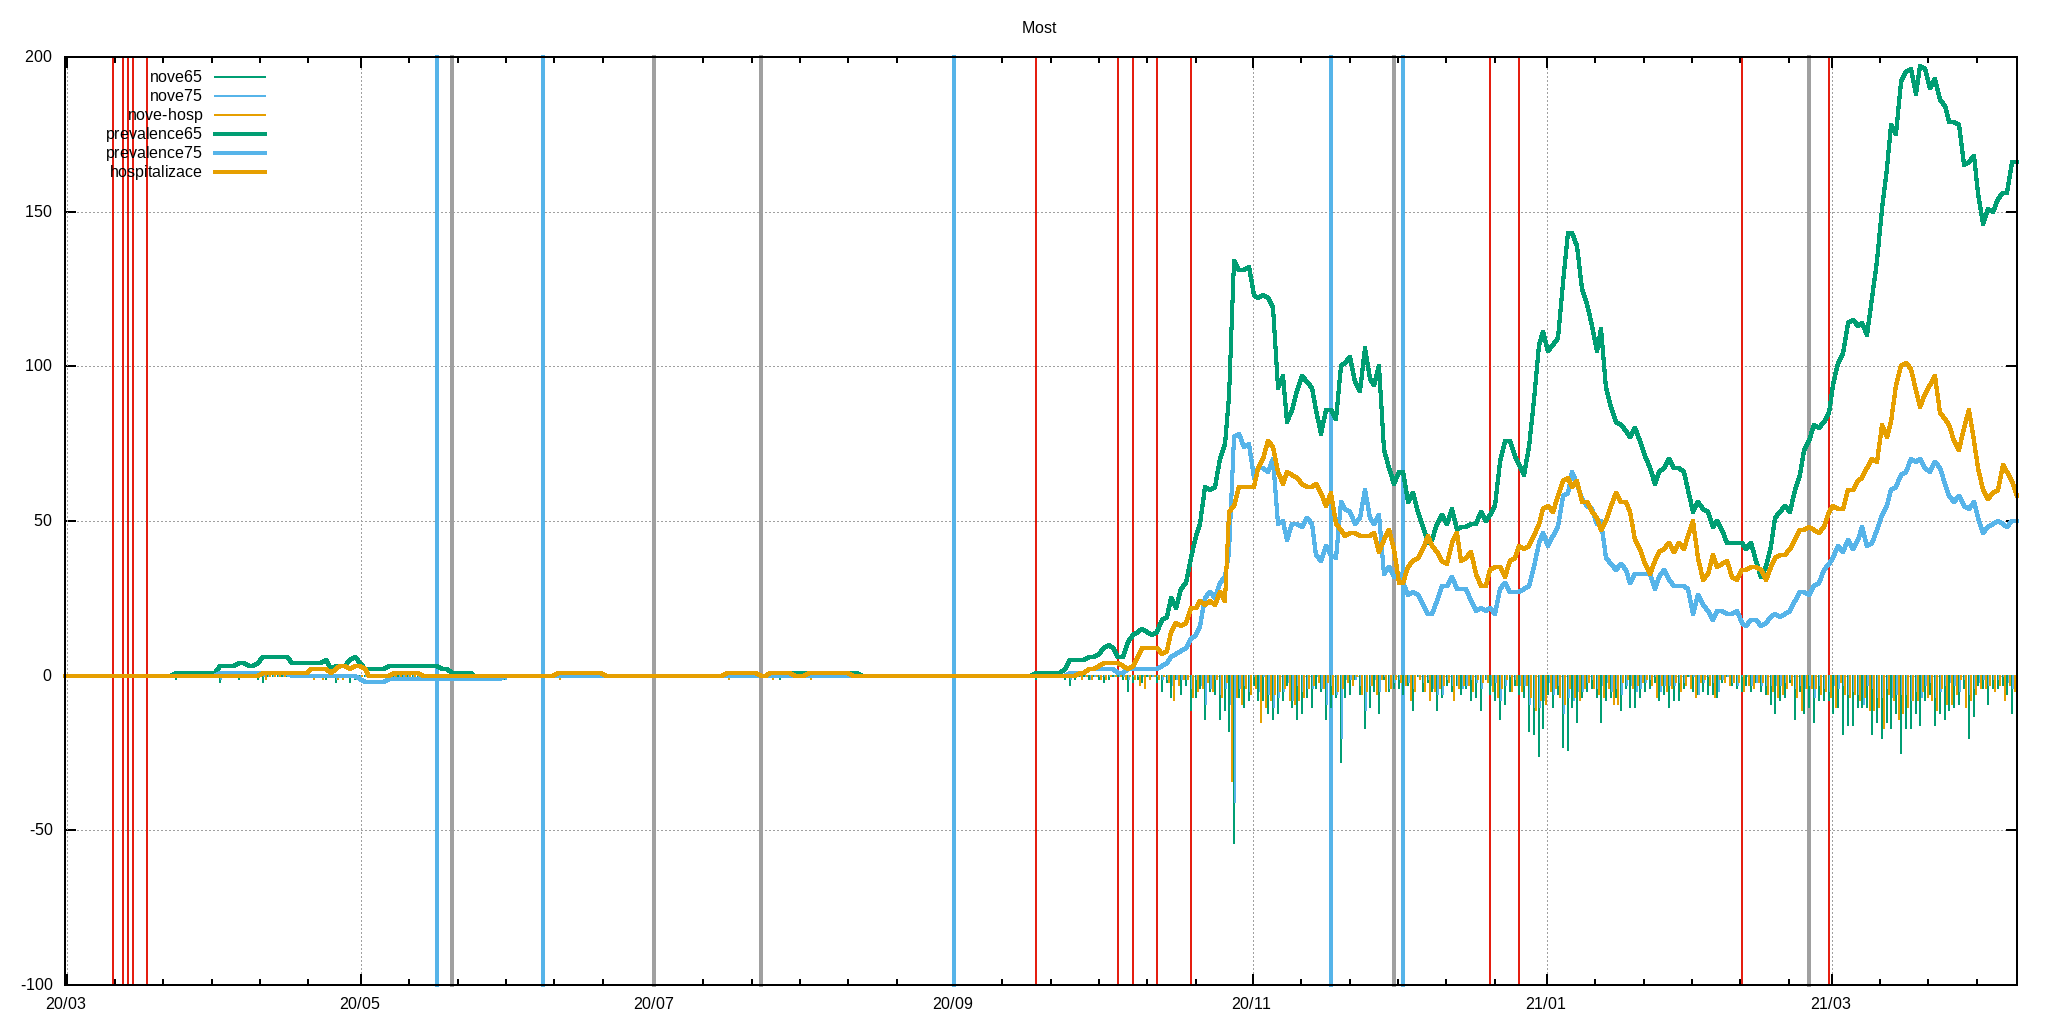 Most
200
nove65
nove75
nove-hosp
prevalence65
prevalence75
hospitalizace
150
100
50
0
-50
-100
20/03 20/05 20/07 20/09 20/11 21/01 21/03